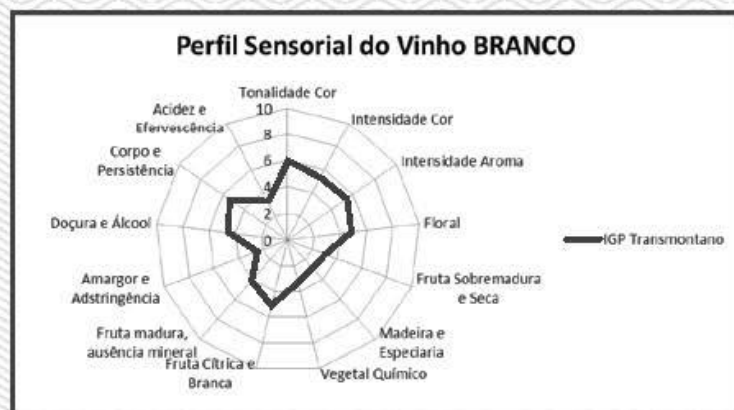 Perfil Sensorial do Vinho BRANCO
Tonalidade Cor
Intensidade Cor
Intensidade Aroma
Floral
Fruta Sobremadura
e Seca
Madeira e
Especiaria
Vegetal Químico
Fruta Cítrica e
Branca
Fruta madura,
ausência mineral
Amargor e
Adstringência
Doçura e Álcool
Corpo e
Persistência
Acidez e
Efervescência
10
8
6
4
2
0
IGP Transmontano